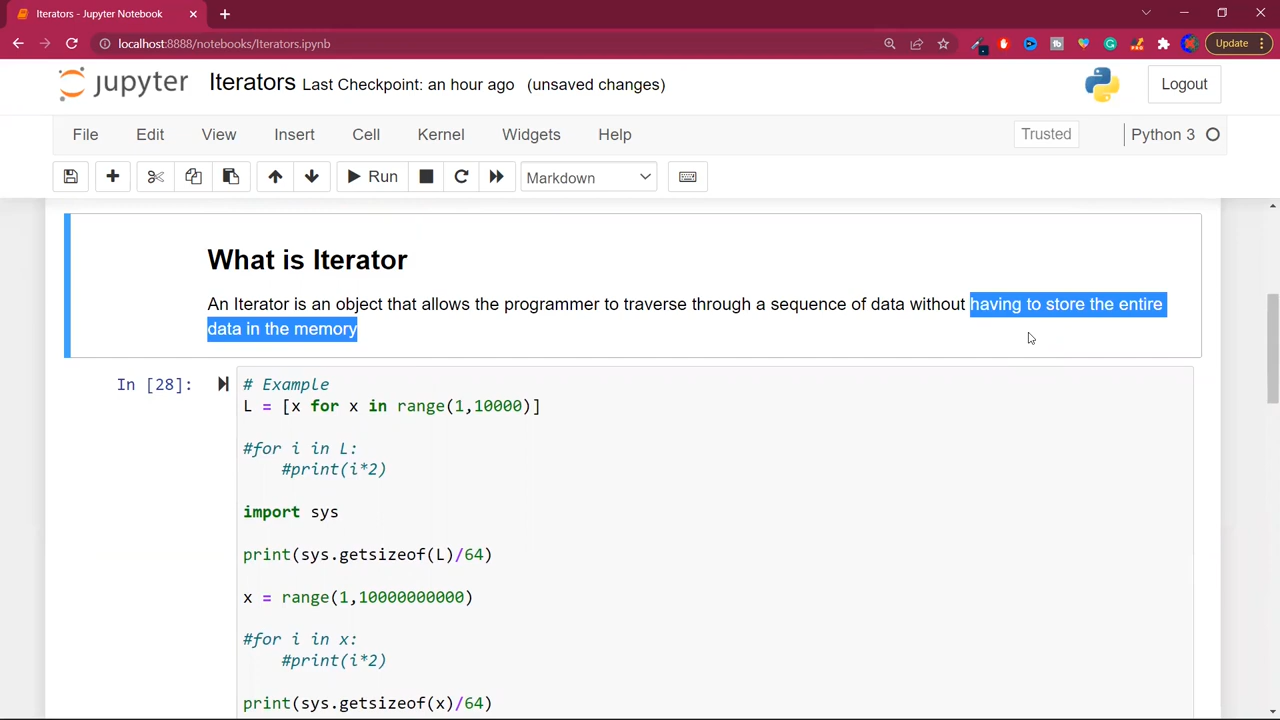 Iterators - Jupyter Notebook
localhost:8888/notebooks/Iterators.ipynb
Update
jupyter Iterators Last Checkpoint: an hour ago (unsaved changes)
Logout
File Edit View Insert Cell Kernel Widgets Help
Trusted Python 3
Run Markdown
What is Iterator
An Iterator is an object that allows the programmer to traverse through a sequence of data without having to store the entire
data in the memory
In [28]:
# Example
L = [x for x in range(1,10000)]
#for i in L:
#print(i*2)
import sys
print(sys.getsizeof(L)/64)
x = range(1,10000000000)
#for i in x:
#print(i*2)
print(sys.getsizeof(x)/64)